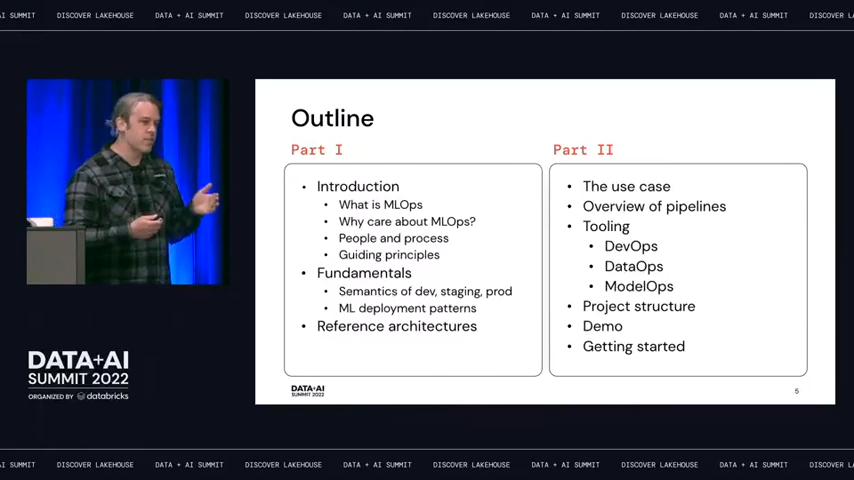 AI SUMMIT DISCOVER LAKEHOUSE DATA + AI SUMMIT DISCOVER LAKEHOUSE DATA + AI SUMMIT DISCOVER LAKEHOUSE DATA + AI SUMMIT DISCOVER LAKEHOUSE DATA + AI SUMMIT DISCOVER
Outline
Part I
• Introduction
• What is MLOps
• Why care about MLOps?
• People and process
• Guiding principles
• Fundamentals
• Semantics of dev, staging, prod
• ML deployment patterns
• Reference architectures
Part II
• The use case
• Overview of pipelines
• Tooling
• DevOps
• DataOps
• ModelOps
• Project structure
• Demo
• Getting started
DATA+AI
SUMMIT 2022
5
DATA+AI
SUMMIT 2022
ORGANIZED BY databricks
AI SUMMIT DISCOVER LAKEHOUSE DATA + AI SUMMIT DISCOVER LAKEHOUSE DATA + AI SUMMIT DISCOVER LAKEHOUSE DATA + AI SUMMIT DISCOVER LAKEHOUSE DATA + AI SUMMIT DISCOVER